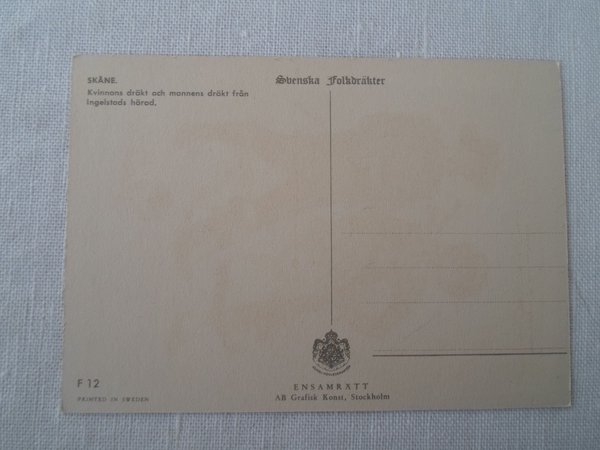 SKÅNE.
Kvinnans dräkt och mannens dräkt från
Ingelstads härad.
Svenska Folkdräkter
F 12
PRINTED IN SWEDEN
ENSAMRÄTT
AB Grafisk Konst, Stockholm